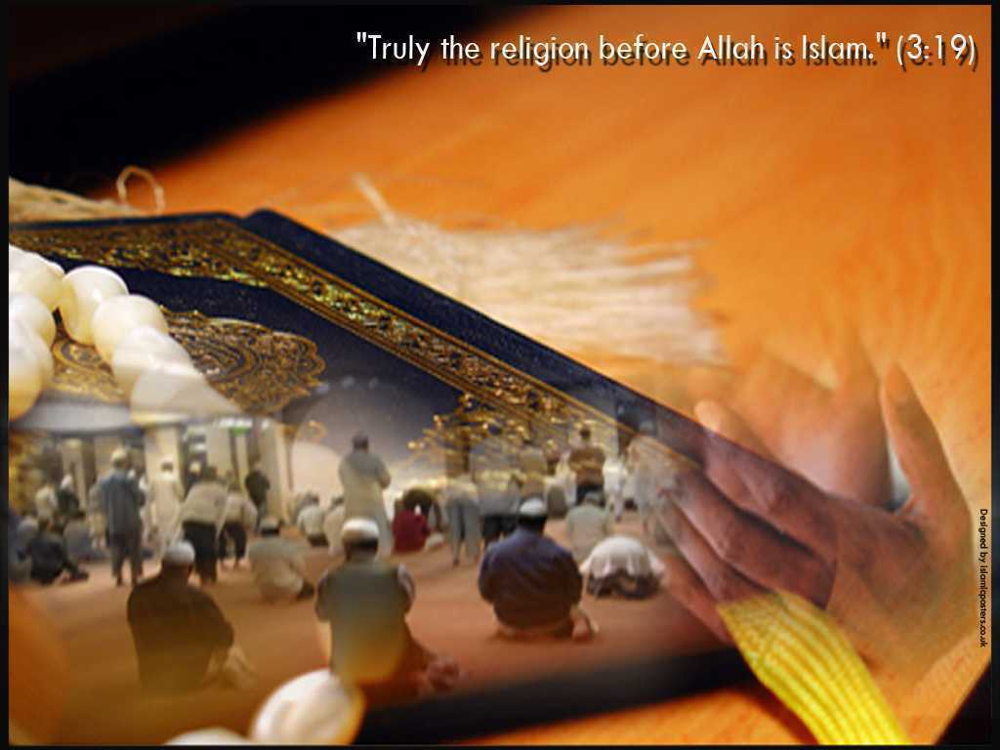 "Truly the religion before Allah is Islam." (3:19)
Designed by islamicposters.co.uk